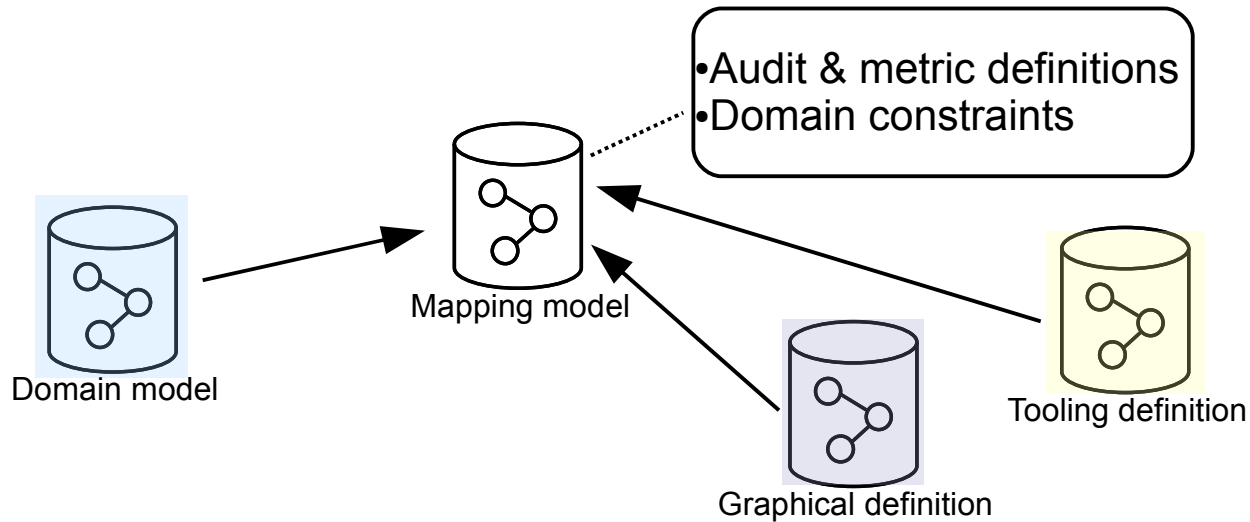 •Audit & metric definitions
•Domain constraints
Mapping model
Domain model
Tooling definition
Graphical definition